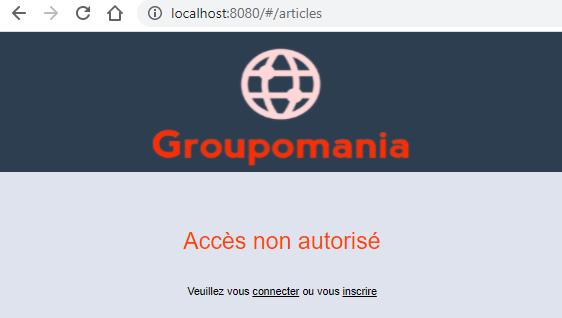 localhost:8080/#/articles
Groupomania
Accès non autorisé
Veuillez vous connecter ou vous inscrire